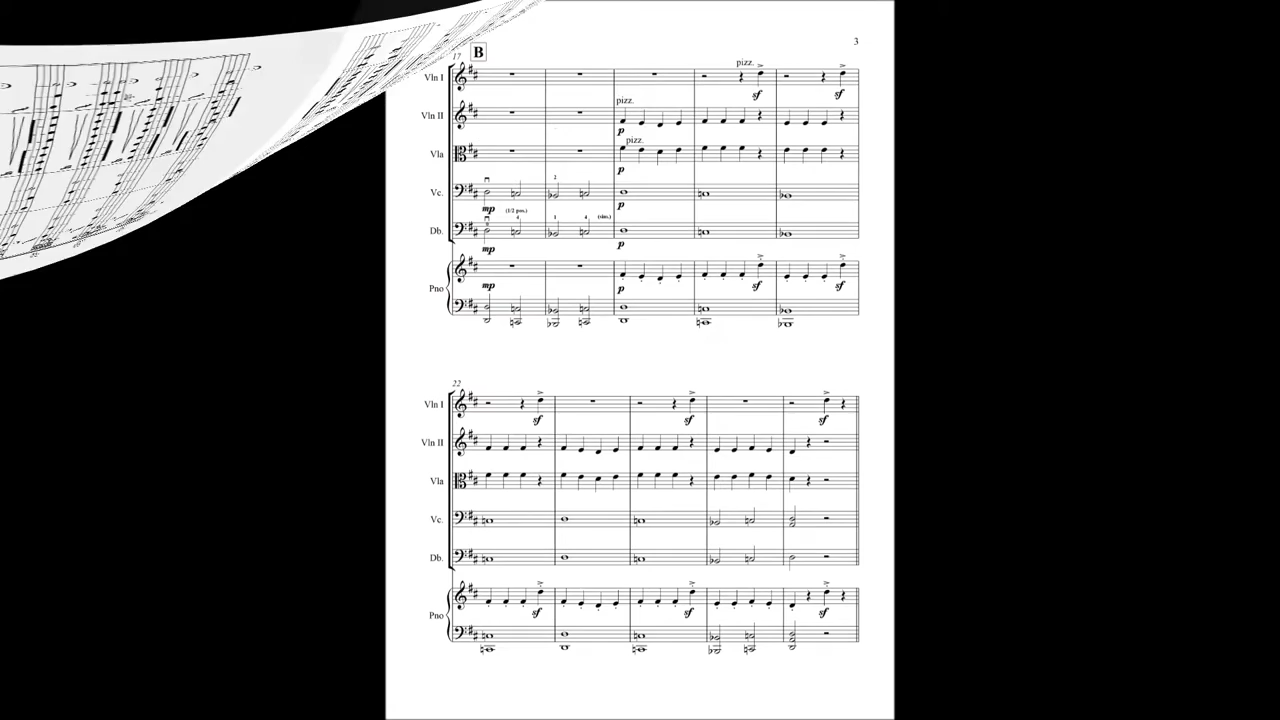 3
B
17
Vln I
pizz.
sf
sf
Vln II
pizz.
p
Vla
pizz.
p
Vc.
2
mp
p
(1/2 pos.)
4
1
4
(sim.)
Db.
mp
p
Pno
mp
p
sf
sf
22
Vln I
sf
sf
sf
Vln II
Vla
Vc.
Db.
Pno
sf
sf
sf